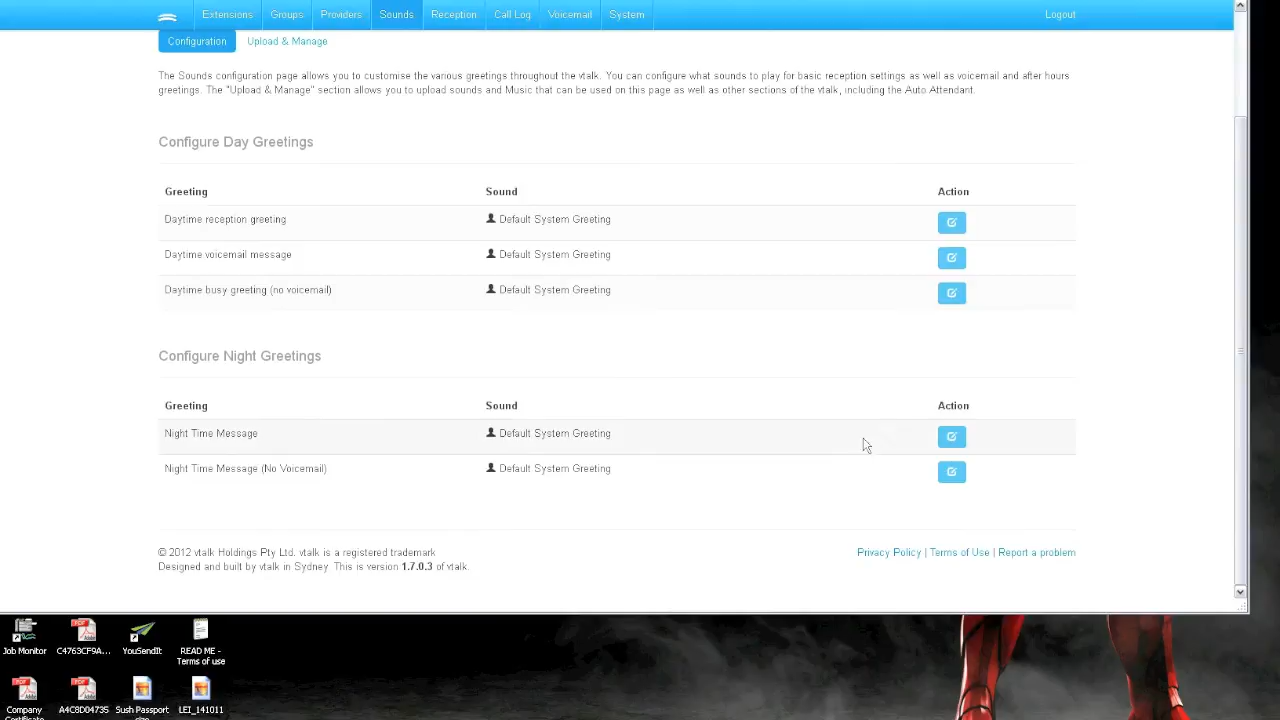 Extensions Groups Providers Sounds Reception Call Log Voicemail System Logout
Configuration Upload & Manage
The Sounds configuration page allows you to customise the various greetings throughout the vtalk. You can configure what sounds to play for basic reception settings as well as voicemail and after hours
greetings. The "Upload & Manage" section allows you to upload sounds and Music that can be used on this page as well as other sections of the vtalk, including the Auto Attendant.
Configure Day Greetings
Greeting Sound Action
Daytime reception greeting Default System Greeting
Daytime voicemail message Default System Greeting
Daytime busy greeting (no voicemail) Default System Greeting
Configure Night Greetings
Greeting Sound Action
Night Time Message Default System Greeting
Night Time Message (No Voicemail) Default System Greeting
© 2012 vtalk Holdings Pty Ltd. vtalk is a registered trademark Privacy Policy | Terms of Use | Report a problem
Designed and built by vtalk in Sydney. This is version 1.7.0.3 of vtalk.
Job Monitor C4763CF9A... YouSendIt READ ME -
Terms of use
Company A4C8D04735 Sush Passport LEI_141011
Certificate size